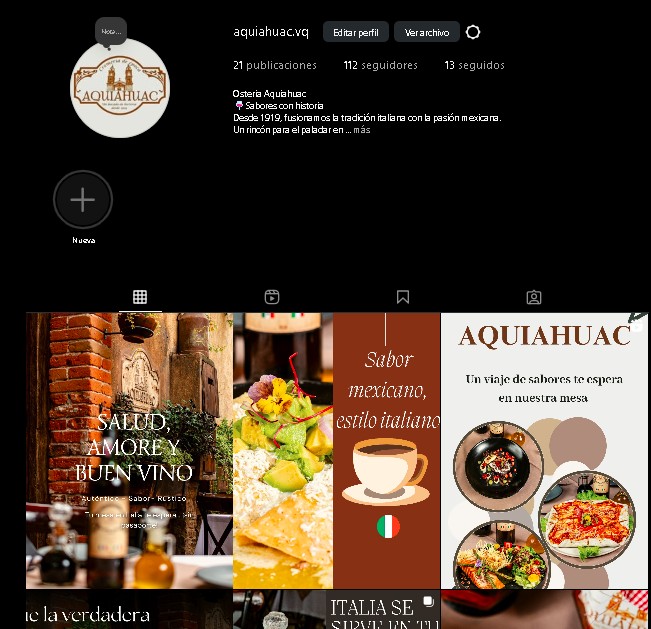 Nota...
aquiahuac.vq Editar perfil Ver archivo
21 publicaciones 112 seguidores 13 seguidos
Osteria Aquiahuac
Sabores con historia
Desde 1919, fusionamos la tradición italiana con la pasión mexicana.
Un rincón para el paladar en ... más
AQUIAHUAC
Nueva
SALUD,
AMORE Y
BUEN VINO
Auténtico - Sabor - Rústico
Sabor
mexicano,
estilo italiano
AQUIAHUAC
Un viaje de sabores te espera
en nuestra mesa
ue la verdadera
ITALIA SE
SIRVE EN TU